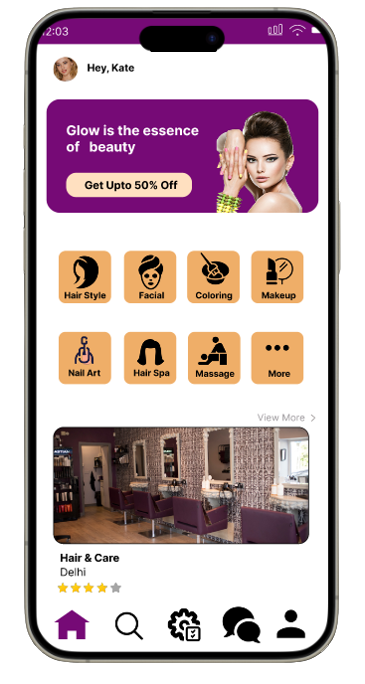 2:03
Hey, Kate
Glow is the essence
of beauty
Get Upto 50% Off
Hair Style
Facial
Coloring
Makeup
Nail Art
Hair Spa
Massage
More
View More >
Hair & Care
Delhi